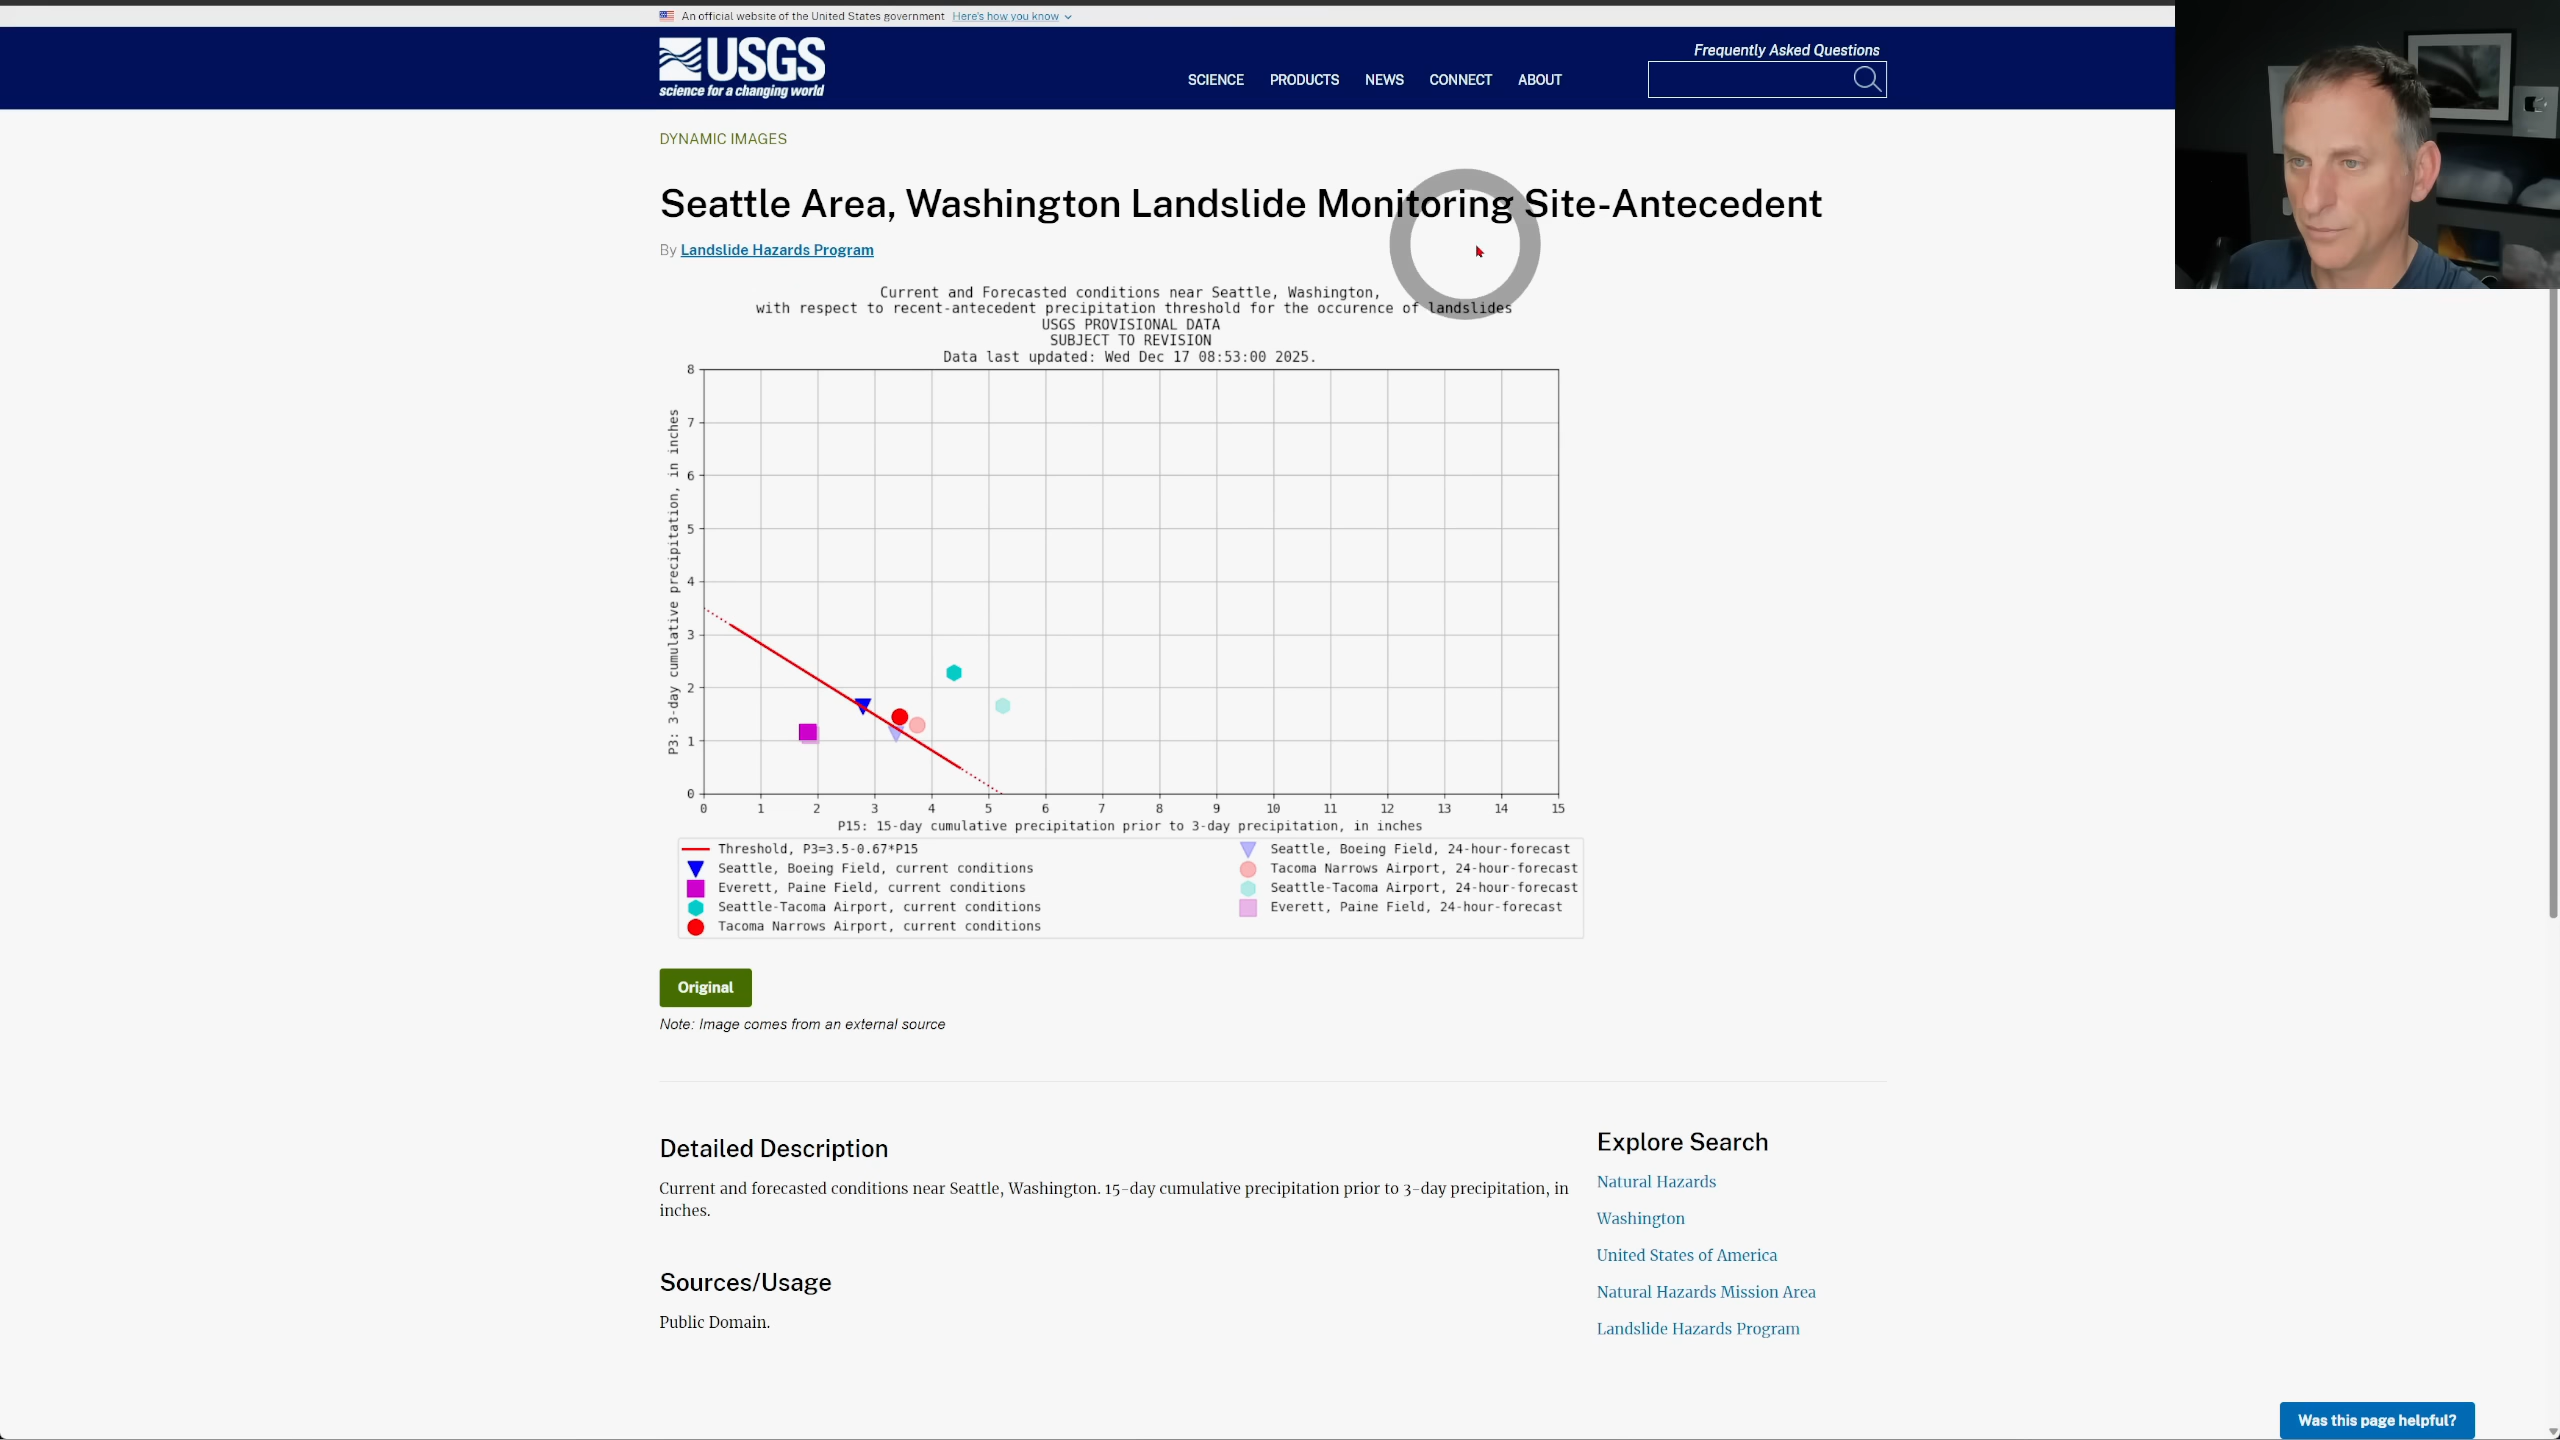 An official website of the United States government Here's how you know
USGS
science for a changing world
SCIENCE PRODUCTS NEWS CONNECT ABOUT
Frequently Asked Questions
DYNAMIC IMAGES
Seattle Area, Washington Landslide Monitoring Site-Antecedent
By Landslide Hazards Program
Current and Forecasted conditions near Seattle, Washington,
with respect to recent-antecedent precipitation threshold for the occurence of landslides
USGS PROVISIONAL DATA
SUBJECT TO REVISION
Data last updated: Wed Dec 17 08:53:00 2025.
P3: 3-day cumulative precipitation, in inches
8
7
6
5
4
3
2
1
0
0 1 2 3 4 5 6 7 8 9 10 11 12 13 14 15
P15: 15-day cumulative precipitation prior to 3-day precipitation, in inches
Threshold, P3=3.5-0.67*P15
Seattle, Boeing Field, current conditions
Everett, Paine Field, current conditions
Seattle-Tacoma Airport, current conditions
Tacoma Narrows Airport, current conditions
Seattle, Boeing Field, 24-hour-forecast
Tacoma Narrows Airport, 24-hour-forecast
Seattle-Tacoma Airport, 24-hour-forecast
Everett, Paine Field, 24-hour-forecast
Original
Note: Image comes from an external source
Detailed Description
Current and forecasted conditions near Seattle, Washington. 15-day cumulative precipitation prior to 3-day precipitation, in
inches.
Sources/Usage
Public Domain.
Explore Search
Natural Hazards
Washington
United States of America
Natural Hazards Mission Area
Landslide Hazards Program
Was this page helpful?